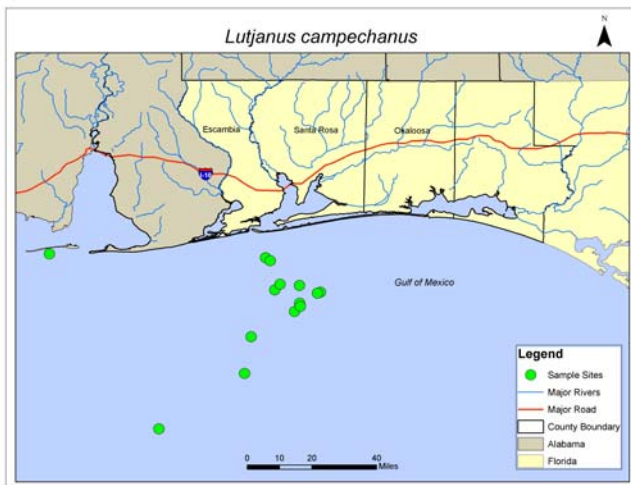 Lutjanus campechanus
N
Escambia
Santa Rosa
Okaloosa
I-10
Gulf of Mexico
Legend
Sample Sites
Major Rivers
Major Road
County Boundary
Alabama
Florida
0 10 20 40
Miles